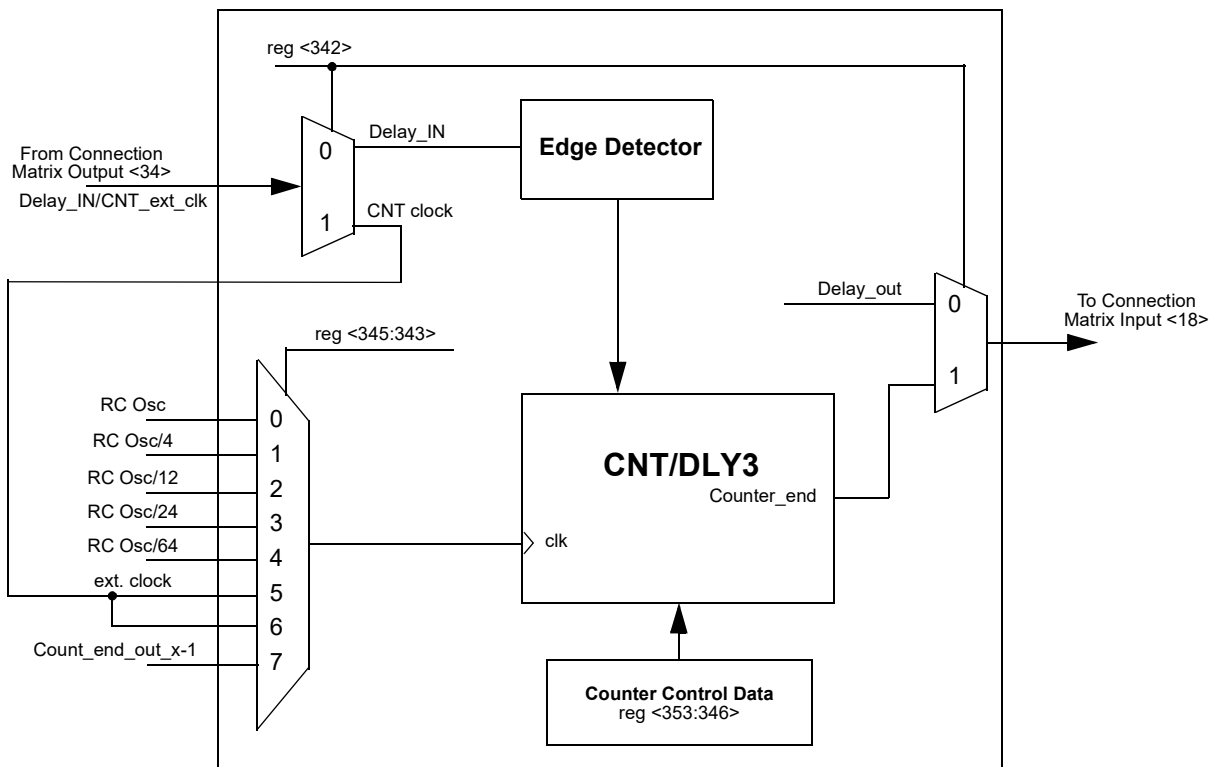 reg <342>
0
1
Delay_IN
CNT clock
Edge Detector
From Connection
Matrix Output <34>
Delay_IN/CNT_ext_clk
Delay_out
0
1
To Connection
Matrix Input <18>
reg <345:343>
RC Osc
RC Osc/4
RC Osc/12
RC Osc/24
RC Osc/64
ext. clock
Count_end_out_x-1
0
1
2
3
4
5
6
7
CNT/DLY3
Counter_end
clk
Counter Control Data
reg <353:346>